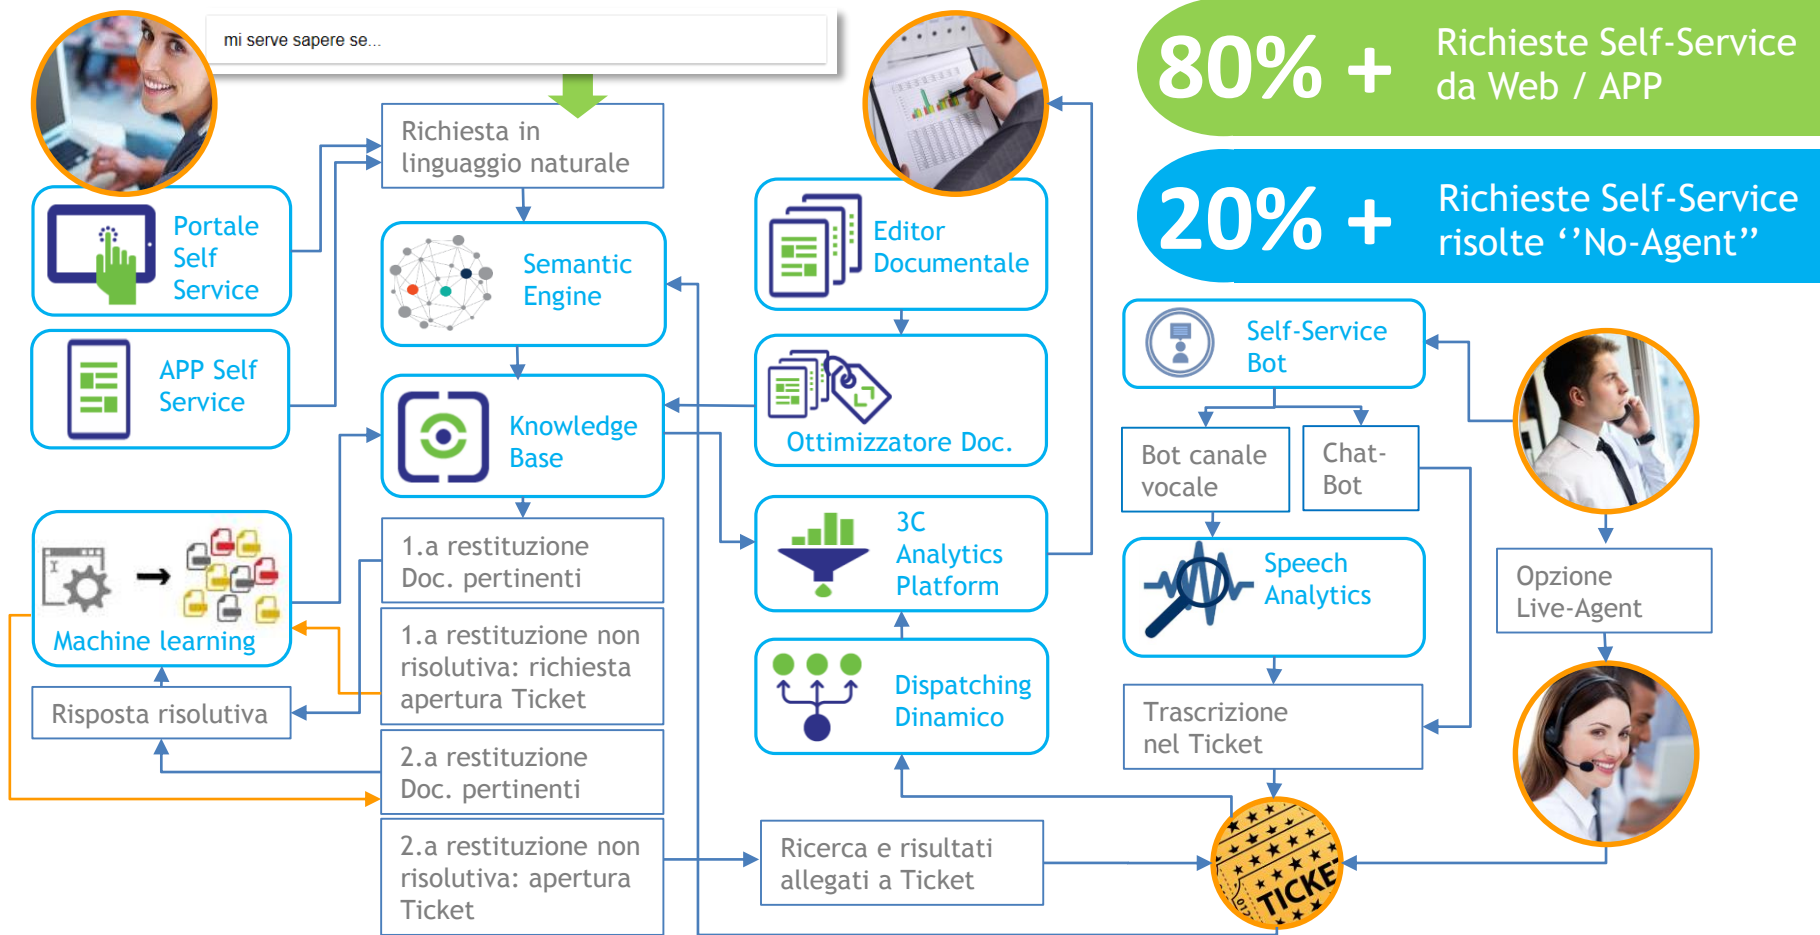 mi serve sapere se...
80% +
Richieste Self-Service
da Web / APP
20% +
Richieste Self-Service
risolte ‘’No-Agent’’
Richiesta in
linguaggio naturale
Portale
Self
Service
APP Self
Service
Semantic
Engine
Knowledge
Base
Editor
Documentale
Ottimizzatore Doc.
Self-Service
Bot
Bot canale
vocale
Chat-
Bot
Speech
Analytics
Opzione
Live-Agent
Trascrizione
nel Ticket
Machine learning
Risposta risolutiva
1.a restituzione
Doc. pertinenti
1.a restituzione non
risolutiva: richiesta
apertura Ticket
2.a restituzione
Doc. pertinenti
2.a restituzione non
risolutiva: apertura
Ticket
3C
Analytics
Platform
Dispatching
Dinamico
Ricerca e risultati
allegati a Ticket
TICKE